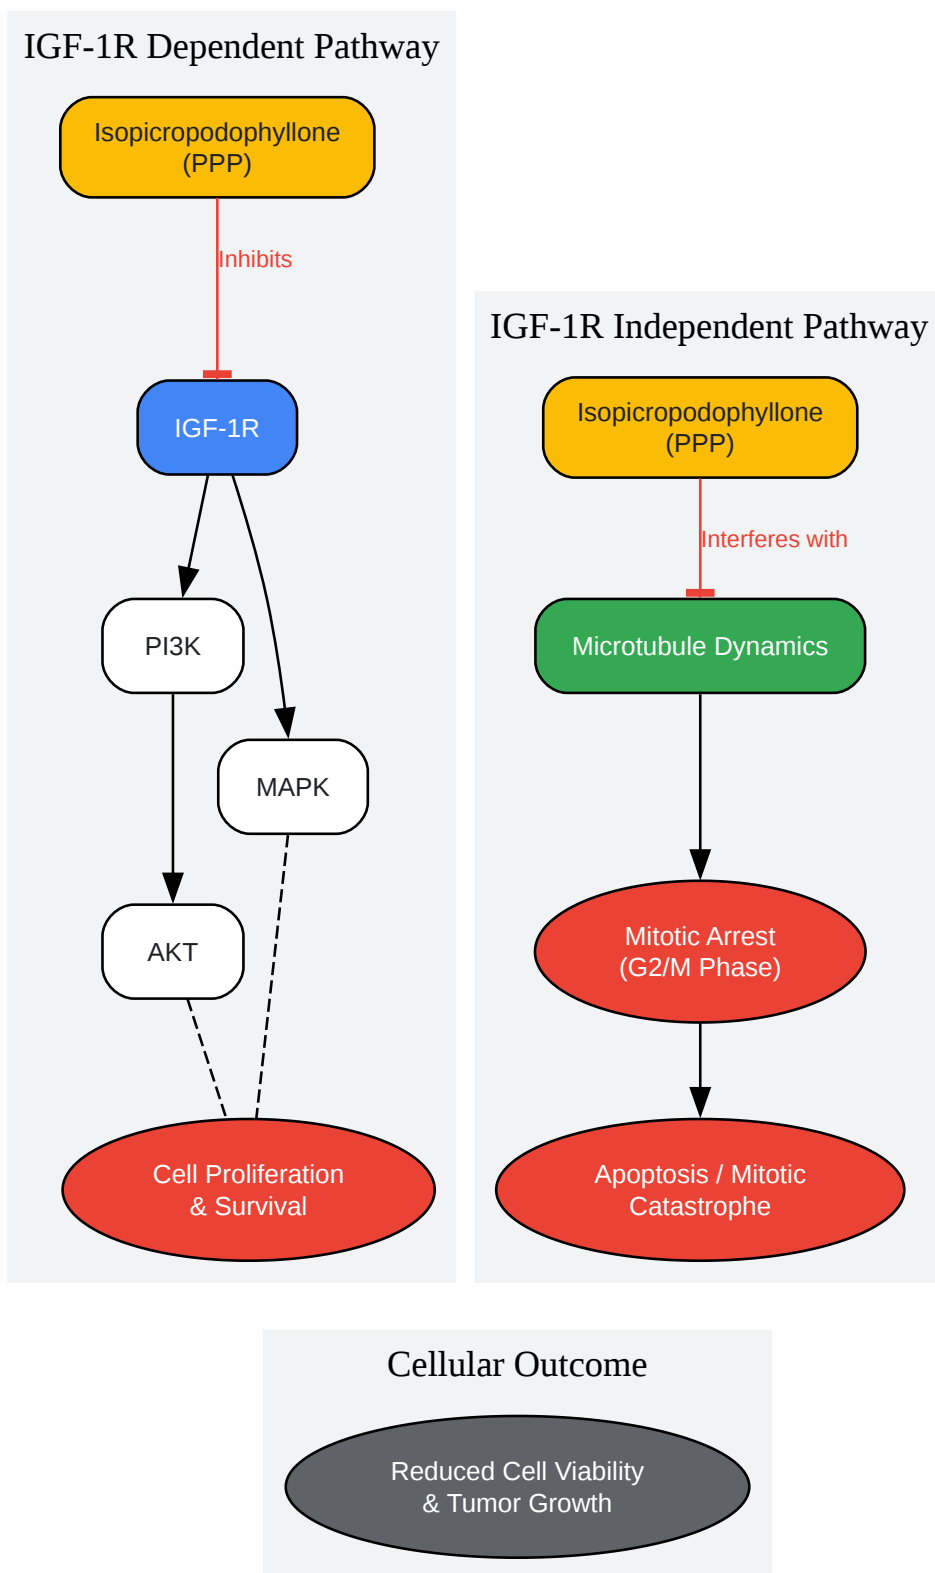 IGF-1R Dependent Pathway
Isopicropodophyllone
(PPP)
Inhibits
IGF-1R
PI3K
MAPK
AKT
Cell Proliferation
& Survival
IGF-1R Independent Pathway
Isopicropodophyllone
(PPP)
Interferes with
Microtubule Dynamics
Mitotic Arrest
(G2/M Phase)
Apoptosis / Mitotic
Catastrophe
Cellular Outcome
Reduced Cell Viability
& Tumor Growth